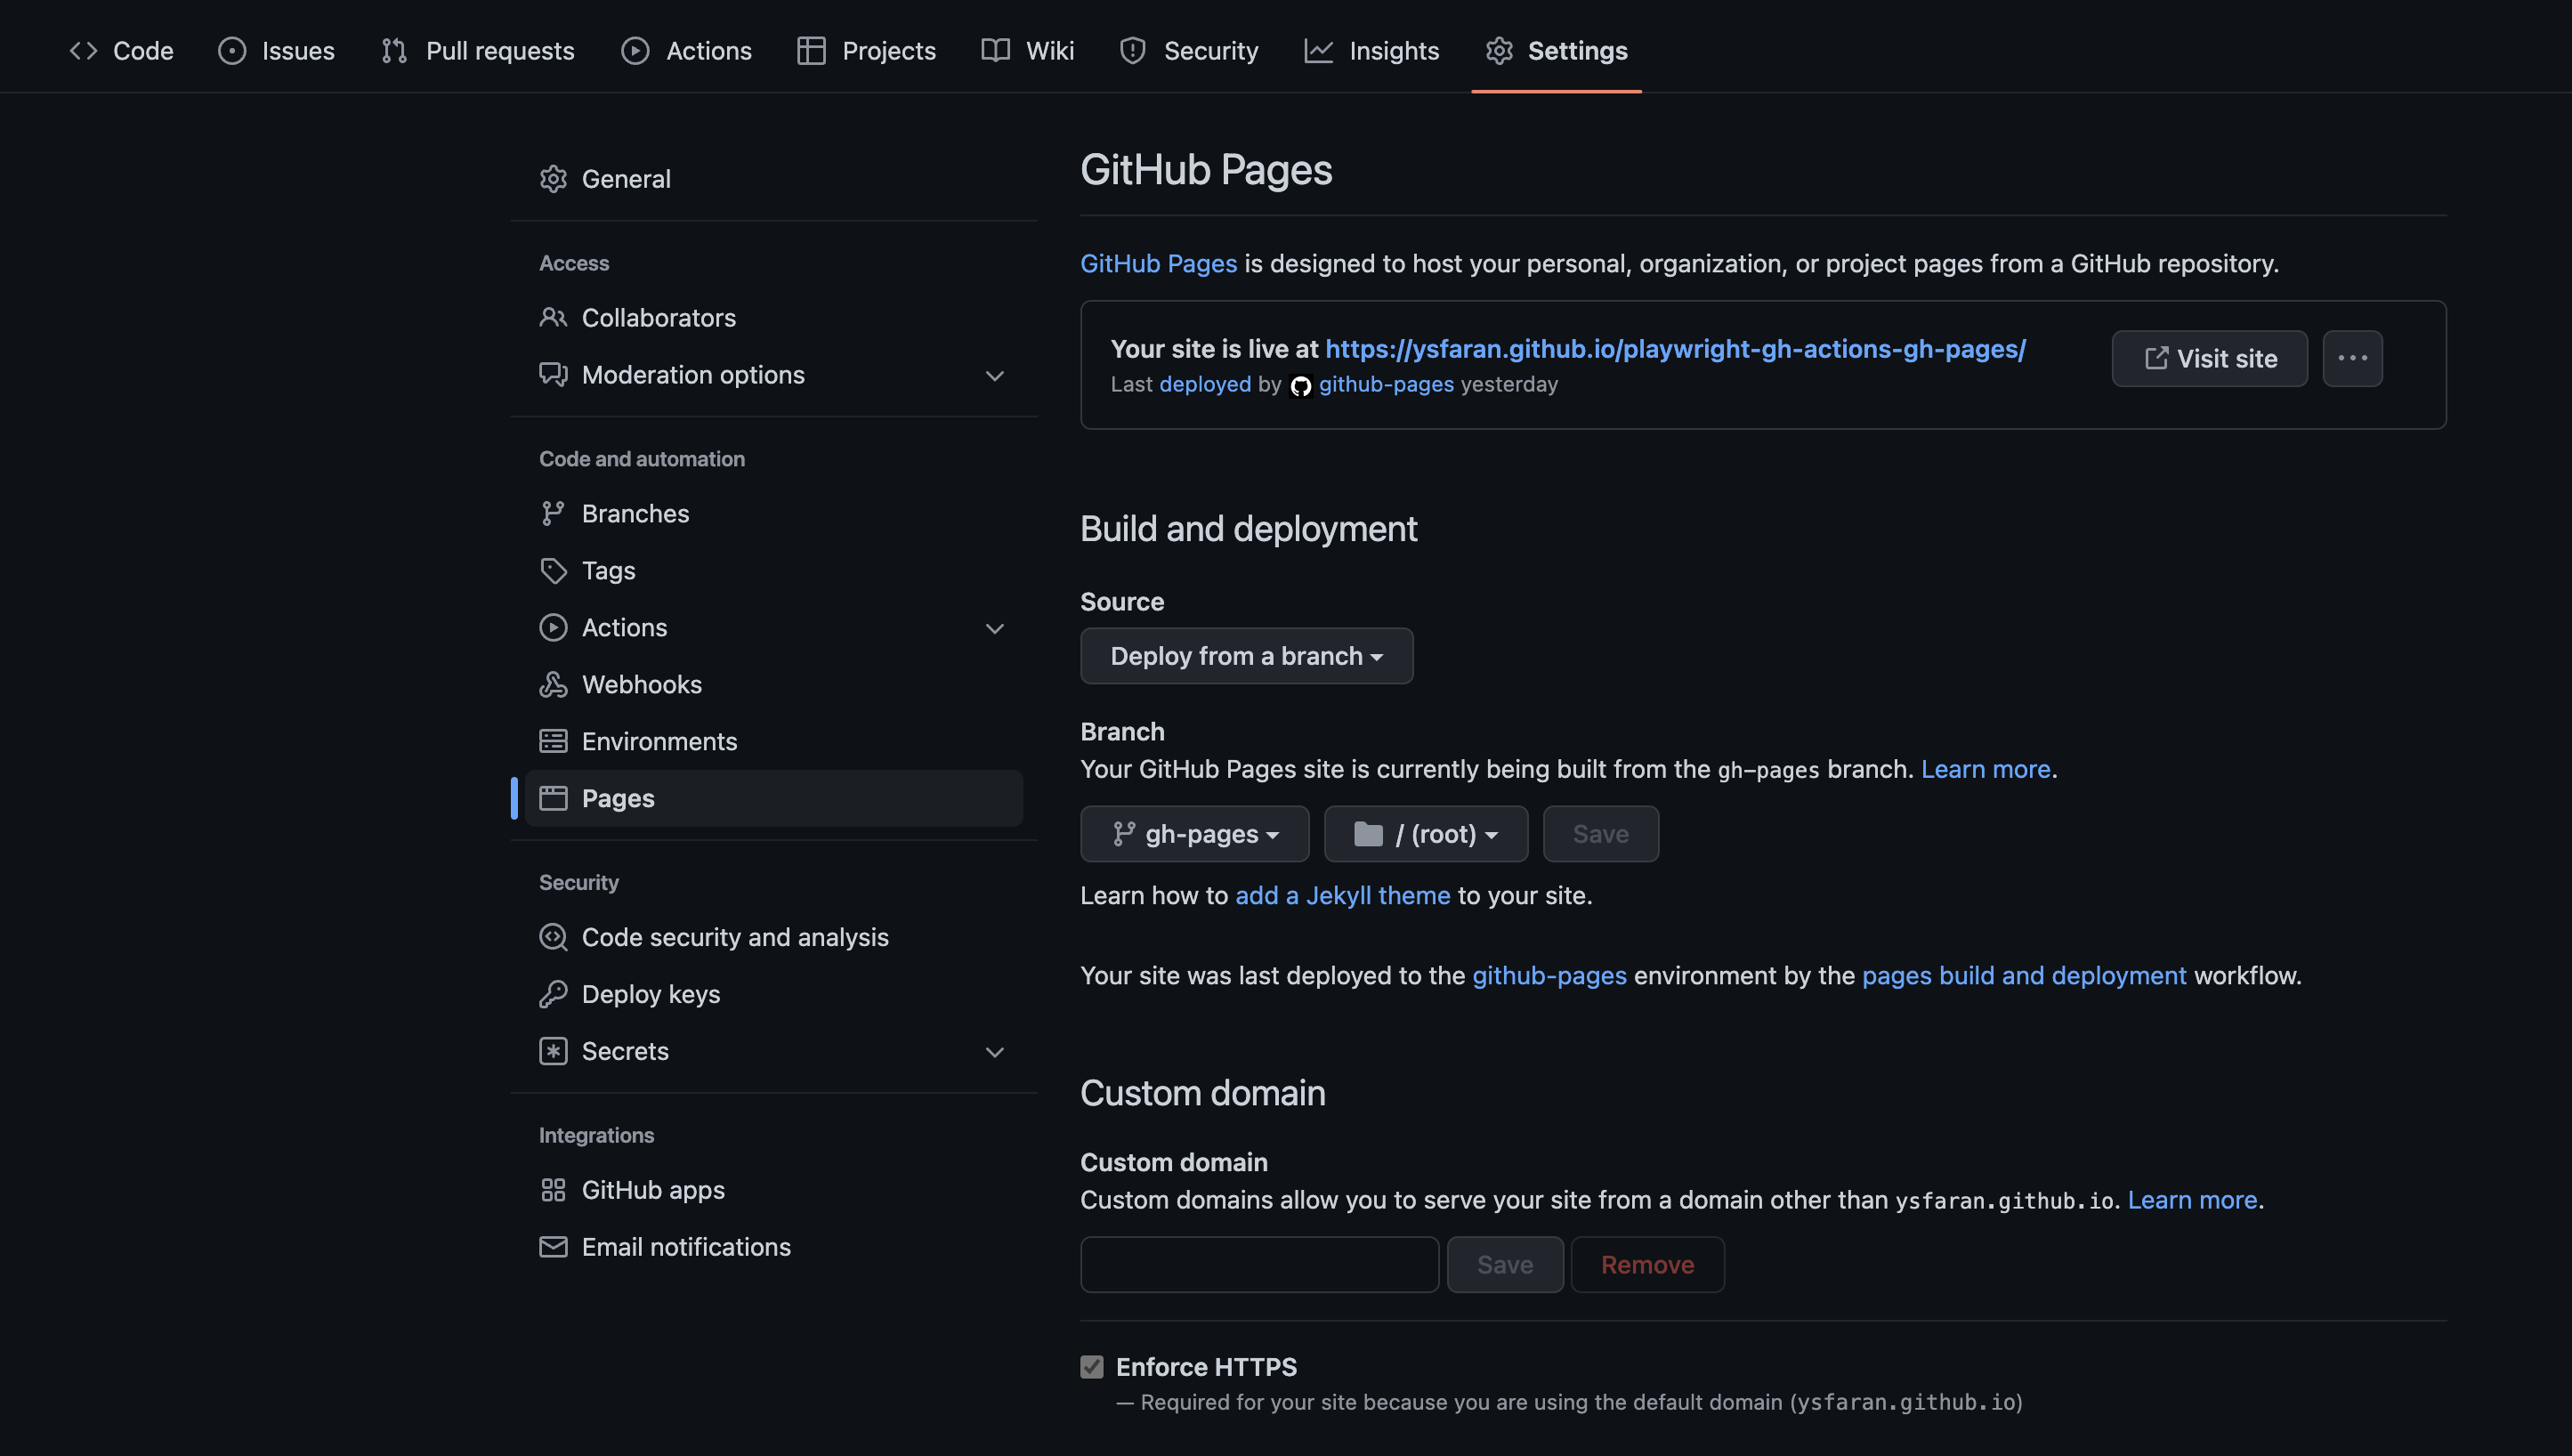 Code Issues Pull requests Actions Projects Wiki Security Insights Settings
General
Access
Collaborators
Moderation options
Code and automation
Branches
Tags
Actions
Webhooks
Environments
Pages
Security
Code security and analysis
Deploy keys
Secrets
Integrations
GitHub apps
Email notifications
GitHub Pages
GitHub Pages is designed to host your personal, organization, or project pages from a GitHub repository.
Your site is live at https://ysfaran.github.io/playwright-gh-actions-gh-pages/
Last deployed by github-pages yesterday
Visit site
Build and deployment
Source
Deploy from a branch
Branch
Your GitHub Pages site is currently being built from the gh-pages branch. Learn more.
gh-pages / (root) Save
Learn how to add a Jekyll theme to your site.
Your site was last deployed to the github-pages environment by the pages build and deployment workflow.
Custom domain
Custom domain
Custom domains allow you to serve your site from a domain other than ysfaran.github.io. Learn more.
Save Remove
Enforce HTTPS
— Required for your site because you are using the default domain (ysfaran.github.io)